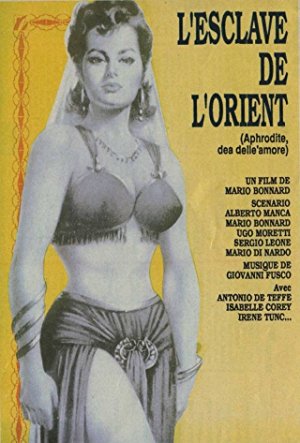 L'ESCLAVE
DE
L'ORIENT
(Aphrodite,
dea delle'amore)
UN FILM DE
MARIO BONNARD
SCENARIO
ALBERTO MANCA
MARIO BONNARD
UGO MORETTI
SERGIO LEONE
MARIO DI NARDO
MUSIQUE DE
GIOVANNI FUSCO
Avec
ANTONIO DE TEFFE
ISABELLE COREY
IRENE TUNC...